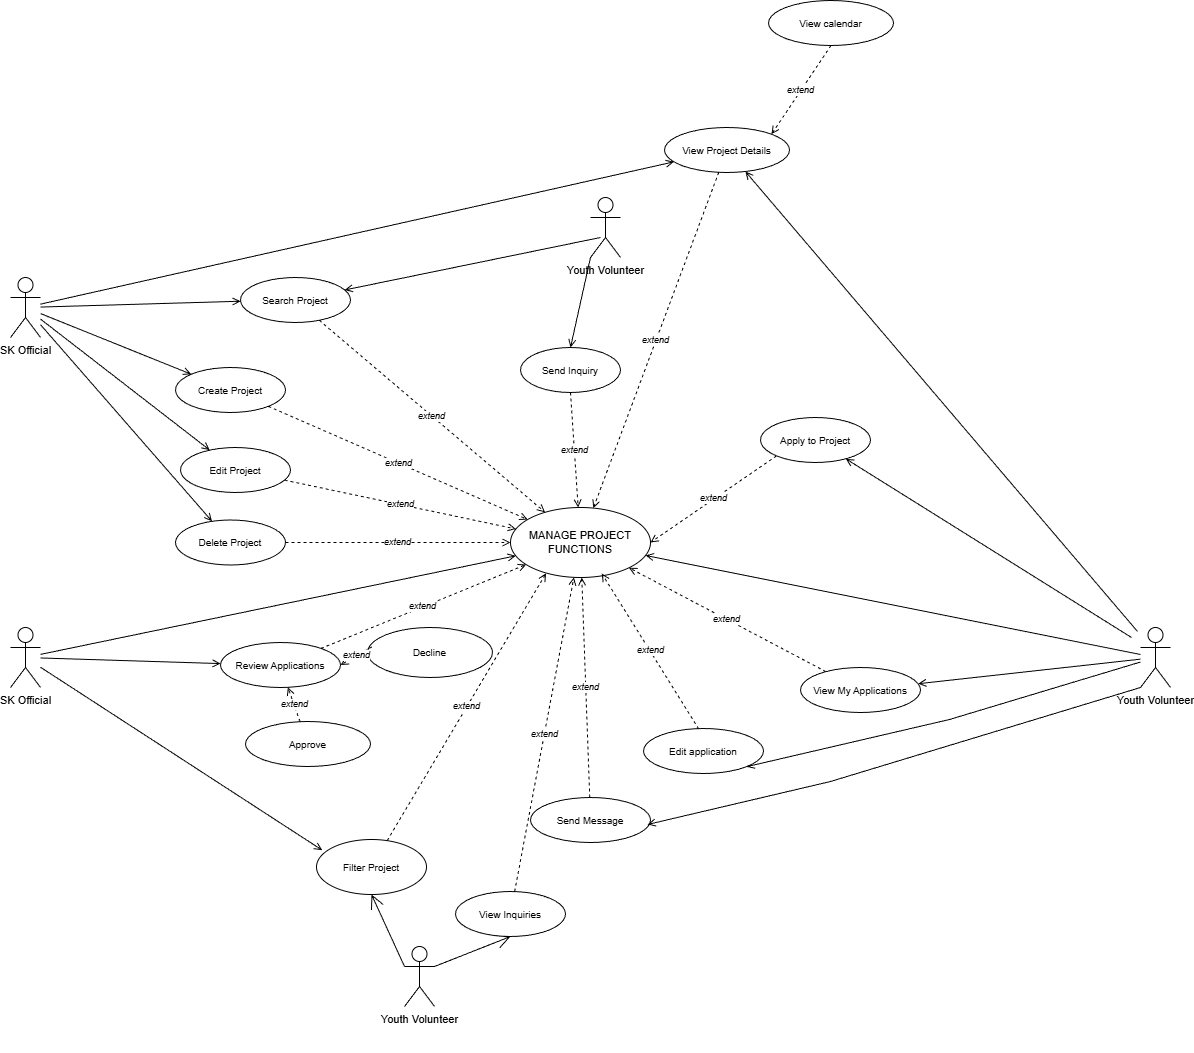 View calendar
extend
View Project Details
Youth Volunteer
Search Project
SK Official
extend
Send Inquiry
Create Project
extend
Apply to Project
extend
extend
Edit Project
extend
extend
MANAGE PROJECT
FUNCTIONS
Delete Project
extend
extend
extend
Decline
extend
extend
Review Applications
extend
View My Applications
SK Official
Youth Volunteer
extend
extend
extend
Approve
Edit application
Send Message
Filter Project
View Inquiries
Youth Volunteer